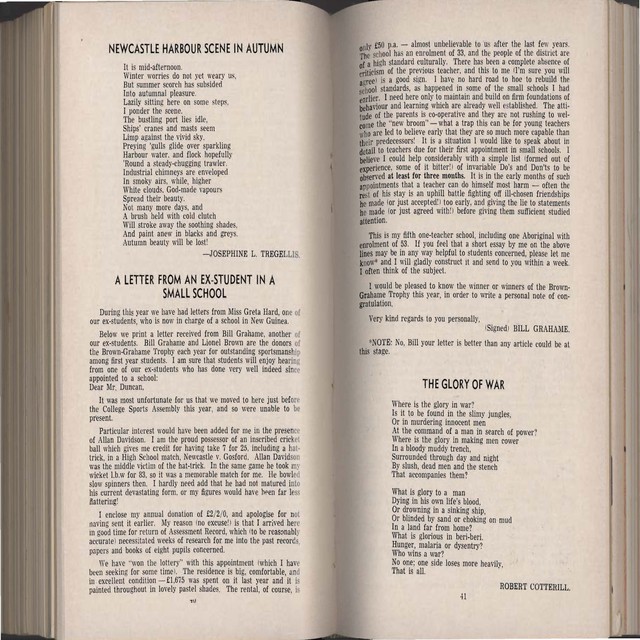 NEWCASTLE HARBOUR SCENE IN AUTUMN
It is mid-afternoon.
Winter worries do not yet weary us,
But summer scorch has subsided
Into autumnal pleasure.
Lazily sitting here on some steps,
I ponder the scene.
The bustling port lies idle,
Ships' cranes and masts seem
Limp against the vivid sky.
Preying 'gulls glide over sparkling
Harbour water, and flock hopefully
'Round a steady-chugging trawler.
Industrial chimneys are enveloped
In smoky airs, while, higher
White clouds, God-made vapours
Spread their beauty.
Not many more days, and
A brush held with cold clutch
Will stroke away the soothing shades,
And paint anew in blacks and greys.
Autumn beauty will be lost!
—JOSEPHINE L. TREGELLIS.
A LETTER FROM AN EX-STUDENT IN A
SMALL SCHOOL
During this year we have had letters from Miss Greta Hard, one of
our ex-students, who is now in charge of a school in New Guinea.
Below we print a letter received from Bill Grahame, another of
our ex-students. Bill Grahame and Lionel Brown are the donors of
the Brown-Grahame Trophy each year for outstanding sportsmanship
among first year students. I am sure that students will enjoy hearing
from one of our ex-students who has done very well indeed since
appointed to a school:
Dear Mr. Duncan,
It was most unfortunate for us that we moved to here just before
the College Sports Assembly this year, and so were unable to be
present.
Particular interest would have been added for me in the presence
of Allan Davidson. I am the proud possessor of an inscribed cricket
ball which gives me credit for having take 7 for 25, including a hat-
trick, in a High School match, Newcastle v. Gosford. Allan Davidson
was the middle victim of the hat-trick. In the same game he took my
wicket l.b.w for 83, so it was a memorable match for me. He bowled
slow spinners then. I hardly need add that he had not matured into
his current devastating form, or my figures would have been far less
flattering!
I enclose my annual donation of £2/2/0, and apologise for not
having sent it earlier. My reason (no excuse!) is that I arrived here
in good time for return of Assessment Record, which (to be reasonably
accurate) necessitated weeks of research for me into the past records,
papers and books of eight pupils concerned.
We have "won the lottery" with this appointment (which I have
been seeking for some time). The residence is big, comfortable, and
in excellent condition —£1,675 was spent on it last year and it is
painted throughout in lovely pastel shades. The rental, of course, is
40
only £50 p.a. — almost unbelievable to us after the last few years.
The school has an enrolment of 33, and the people of the district are
of a high standard culturally. There has been a complete absence of
criticism of the previous teacher, and this to me (I'm sure you will
agree) is a good sign. I have no hard road to hoe to rebuild the
school standards, as happened in some of the small schools I had
earlier. I need here only to maintain and build on firm foundations of
behaviour and learning which are already well established. The atti-
tude of the parents is co-operative and they are not rushing to wel-
come the "new broom" — what a trap this can be for young teachers
who are led to believe early that they are so much more capable than
their predecessors! It is a situation I would like to speak about in
detail to teachers due for their first appointment in small schools. I
believe I could help considerably with a simple list (formed out of
experience, some of it bitter!) of invariable Do's and Don'ts to be
observed at least for three months. It is in the early months of such
appointments that a teacher can do himself most harm — often the
rest of his stay is an uphill battle fighting off ill-chosen friendships
he made (or just accepted!) too early, and giving the lie to statements
he made (or just agreed with!) before giving them sufficient studied
attention.
This is my fifth one-teacher school, including one Aboriginal with
enrolment of 53. If you feel that a short essay by me on the above
lines may be in any way helpful to students concerned, please let me
know* and I will gladly construct it and send to you within a week.
I often think of the subject.
I would be pleased to know the winner or winners of the Brown-
Grahame Trophy this year, in order to write a personal note of con-
gratulation.
Very kind regards to you personally,
(Signed) BILL GRAHAME.
*NOTE: No, Bill your letter is better than any article could be at
this stage.
THE GLORY OF WAR
Where is the glory in war?
Is it to be found in the slimy jungles,
Or in murdering innocent men
At the command of a man in search of power?
Where is the glory in making men cower
In a bloody muddy trench,
Surrounded through day and night
By slush, dead men and the stench
That accompanies them?
What is glory to a man
Dying in his own life's blood,
Or drowning in a sinking ship,
Or blinded by sand or choking on mud
In a land far from home?
What is glorious in beri-beri.
Hunger, malaria or dysentry?
Who wins a war?
No one; one side loses more heavily,
That is all.
ROBERT COTTERILL.
41